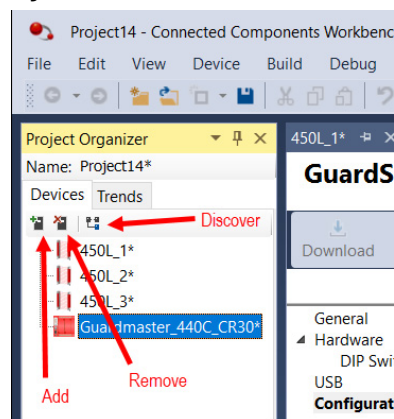 Project14 - Connected Components Workbenc
File Edit View Device Build Debug
Project Organizer
450L_1*
Name: Project14*
GuardS
Devices Trends
Discover
Download
450L_1*
450L_2*
450L_3*
Guardmaster_440C_CR30*
General
Hardware
DIP Swi
USB
Configurat
Remove
Add